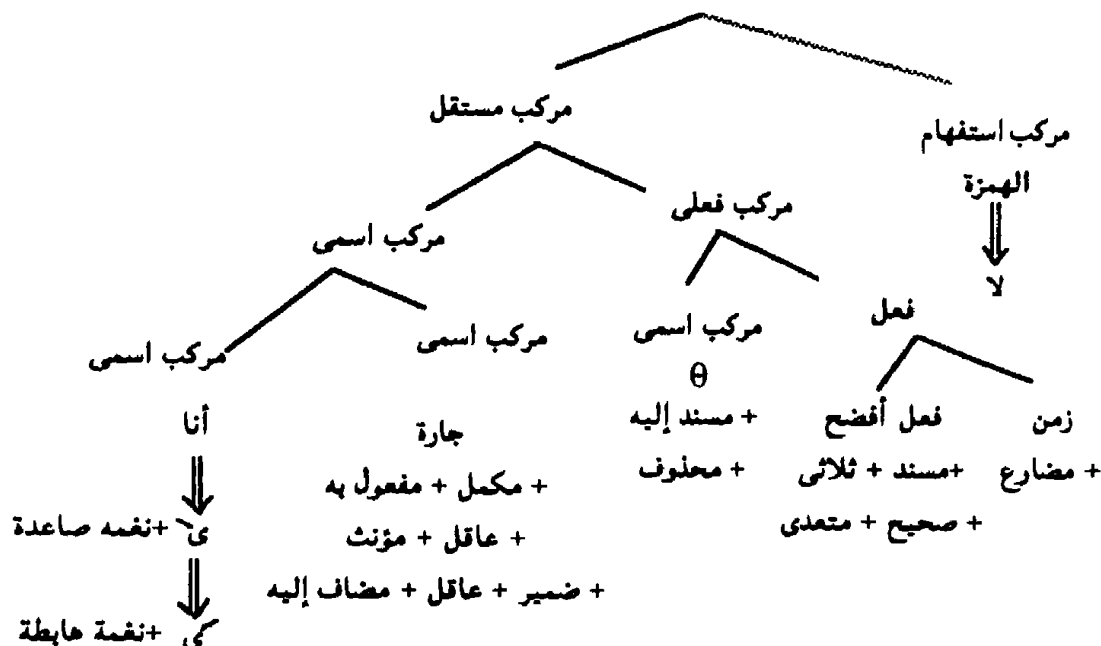 مركب مستقل
مركب استفهام
الهمزة
لا
مركب فعلى
مركب اسمى
فعل
مركب اسمى
مركب اسمى
مركب اسمى
زمن
+ مضارع
فعل أفضح
+مسند + ثلاثى
+ صحيح + متعدى
θ
+ مسند إليه
+ محذوف
جارة
+ مكمل + مفعول به
+ عاقل + مؤنث
+ ضمير + عاقل + مضاف إليه
أنا
ى +نغمه صاعدة
+نغمة هابطة